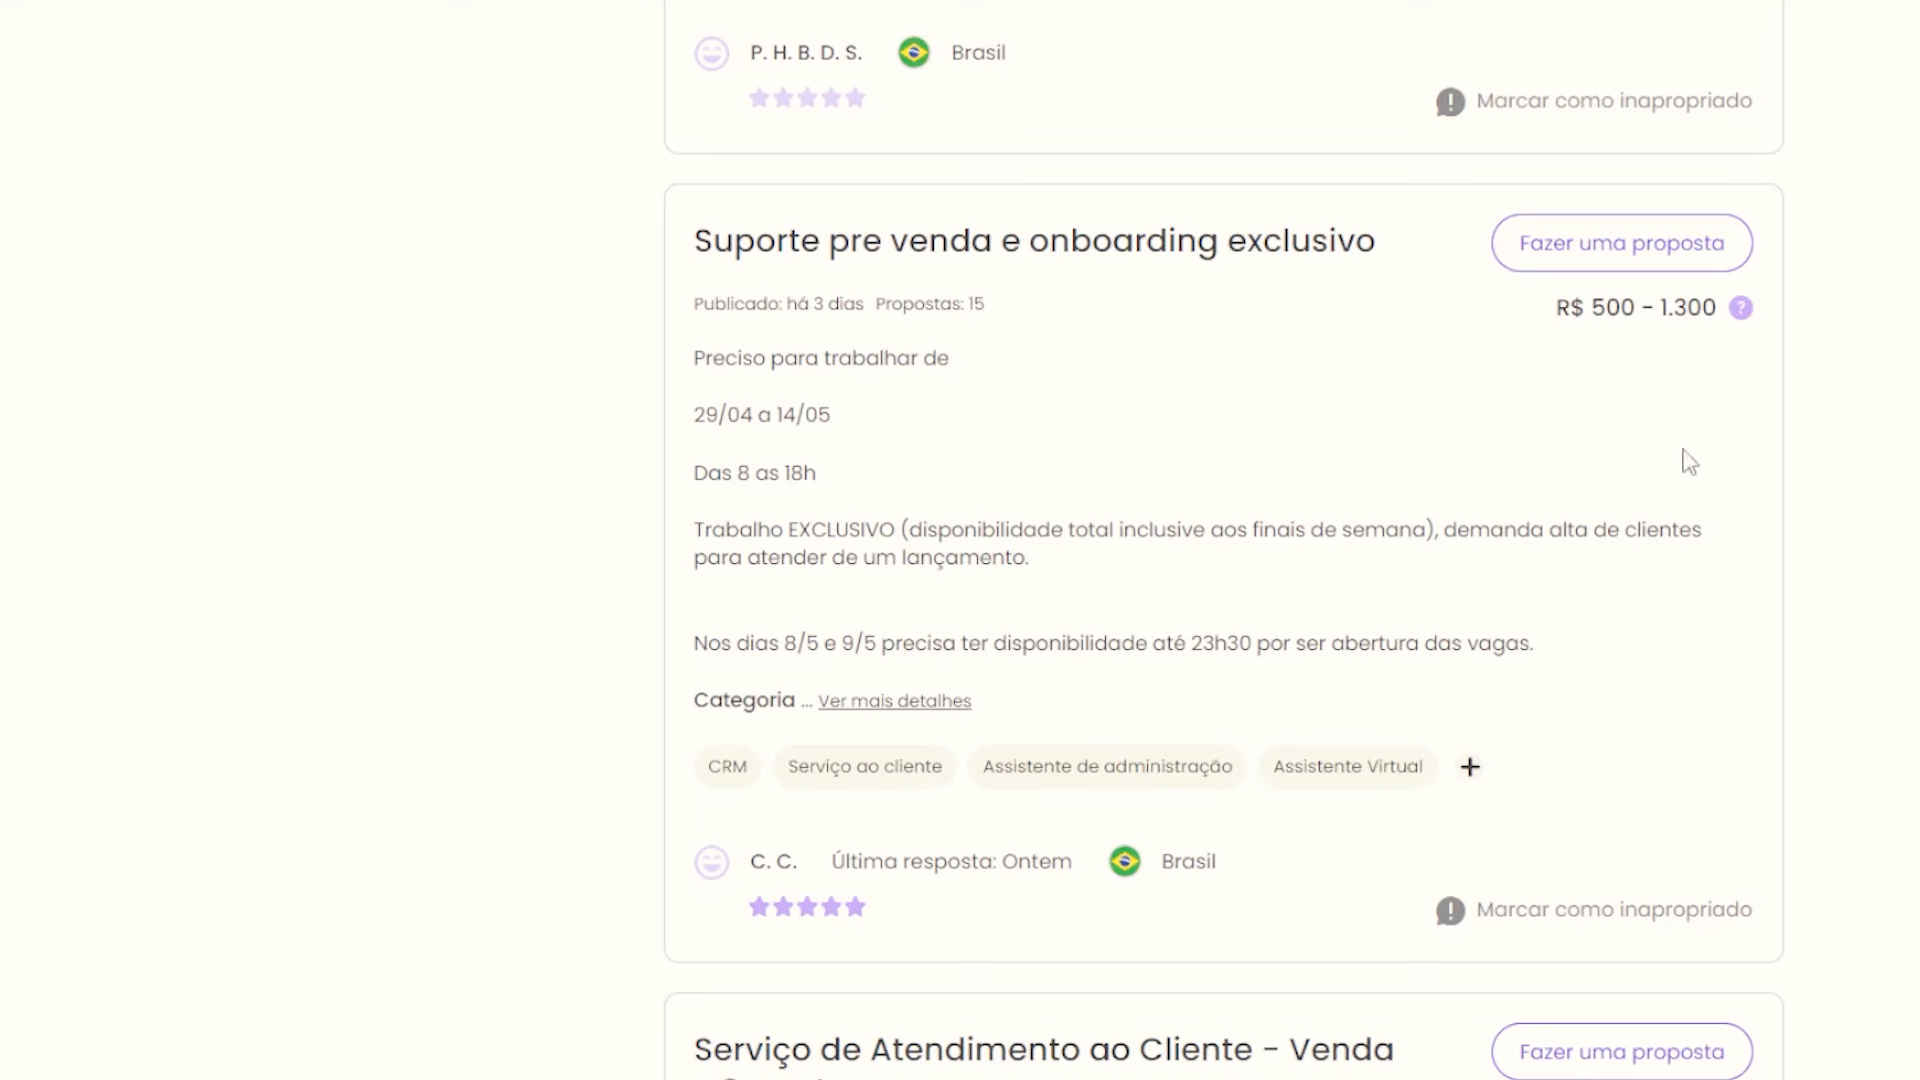 P. H. B. D. S. Brasil
Marcar como inapropriado
Suporte pre venda e onboarding exclusivo
Fazer uma proposta
Publicado: há 3 dias Propostas: 15
R$ 500 - 1.300 ?
Preciso para trabalhar de
29/04 a 14/05
Das 8 as 18h
Trabalho EXCLUSIVO (disponibilidade total inclusive aos finais de semana), demanda alta de clientes
para atender de um lançamento.
Nos dias 8/5 e 9/5 precisa ter disponibilidade até 23h30 por ser abertura das vagas.
Categoria ... Ver mais detalhes
CRM Serviço ao cliente Assistente de administração Assistente Virtual +
C. C. Última resposta: Ontem Brasil
Marcar como inapropriado
Serviço de Atendimento ao Cliente - Venda
Fazer uma proposta